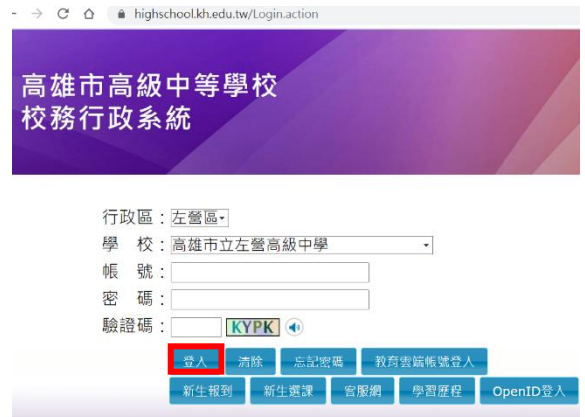 highschool.kh.edu.tw/Login.action
高雄市高級中等學校
校務行政系統
行政區：左營區
學　校：高雄市立左營高級中學
帳　號：
密　碼：
驗證碼： KYPK
登入 清除 忘記密碼 教育雲端帳號登入
新生報到 新生選課 客服網 學習歷程 OpenID登入